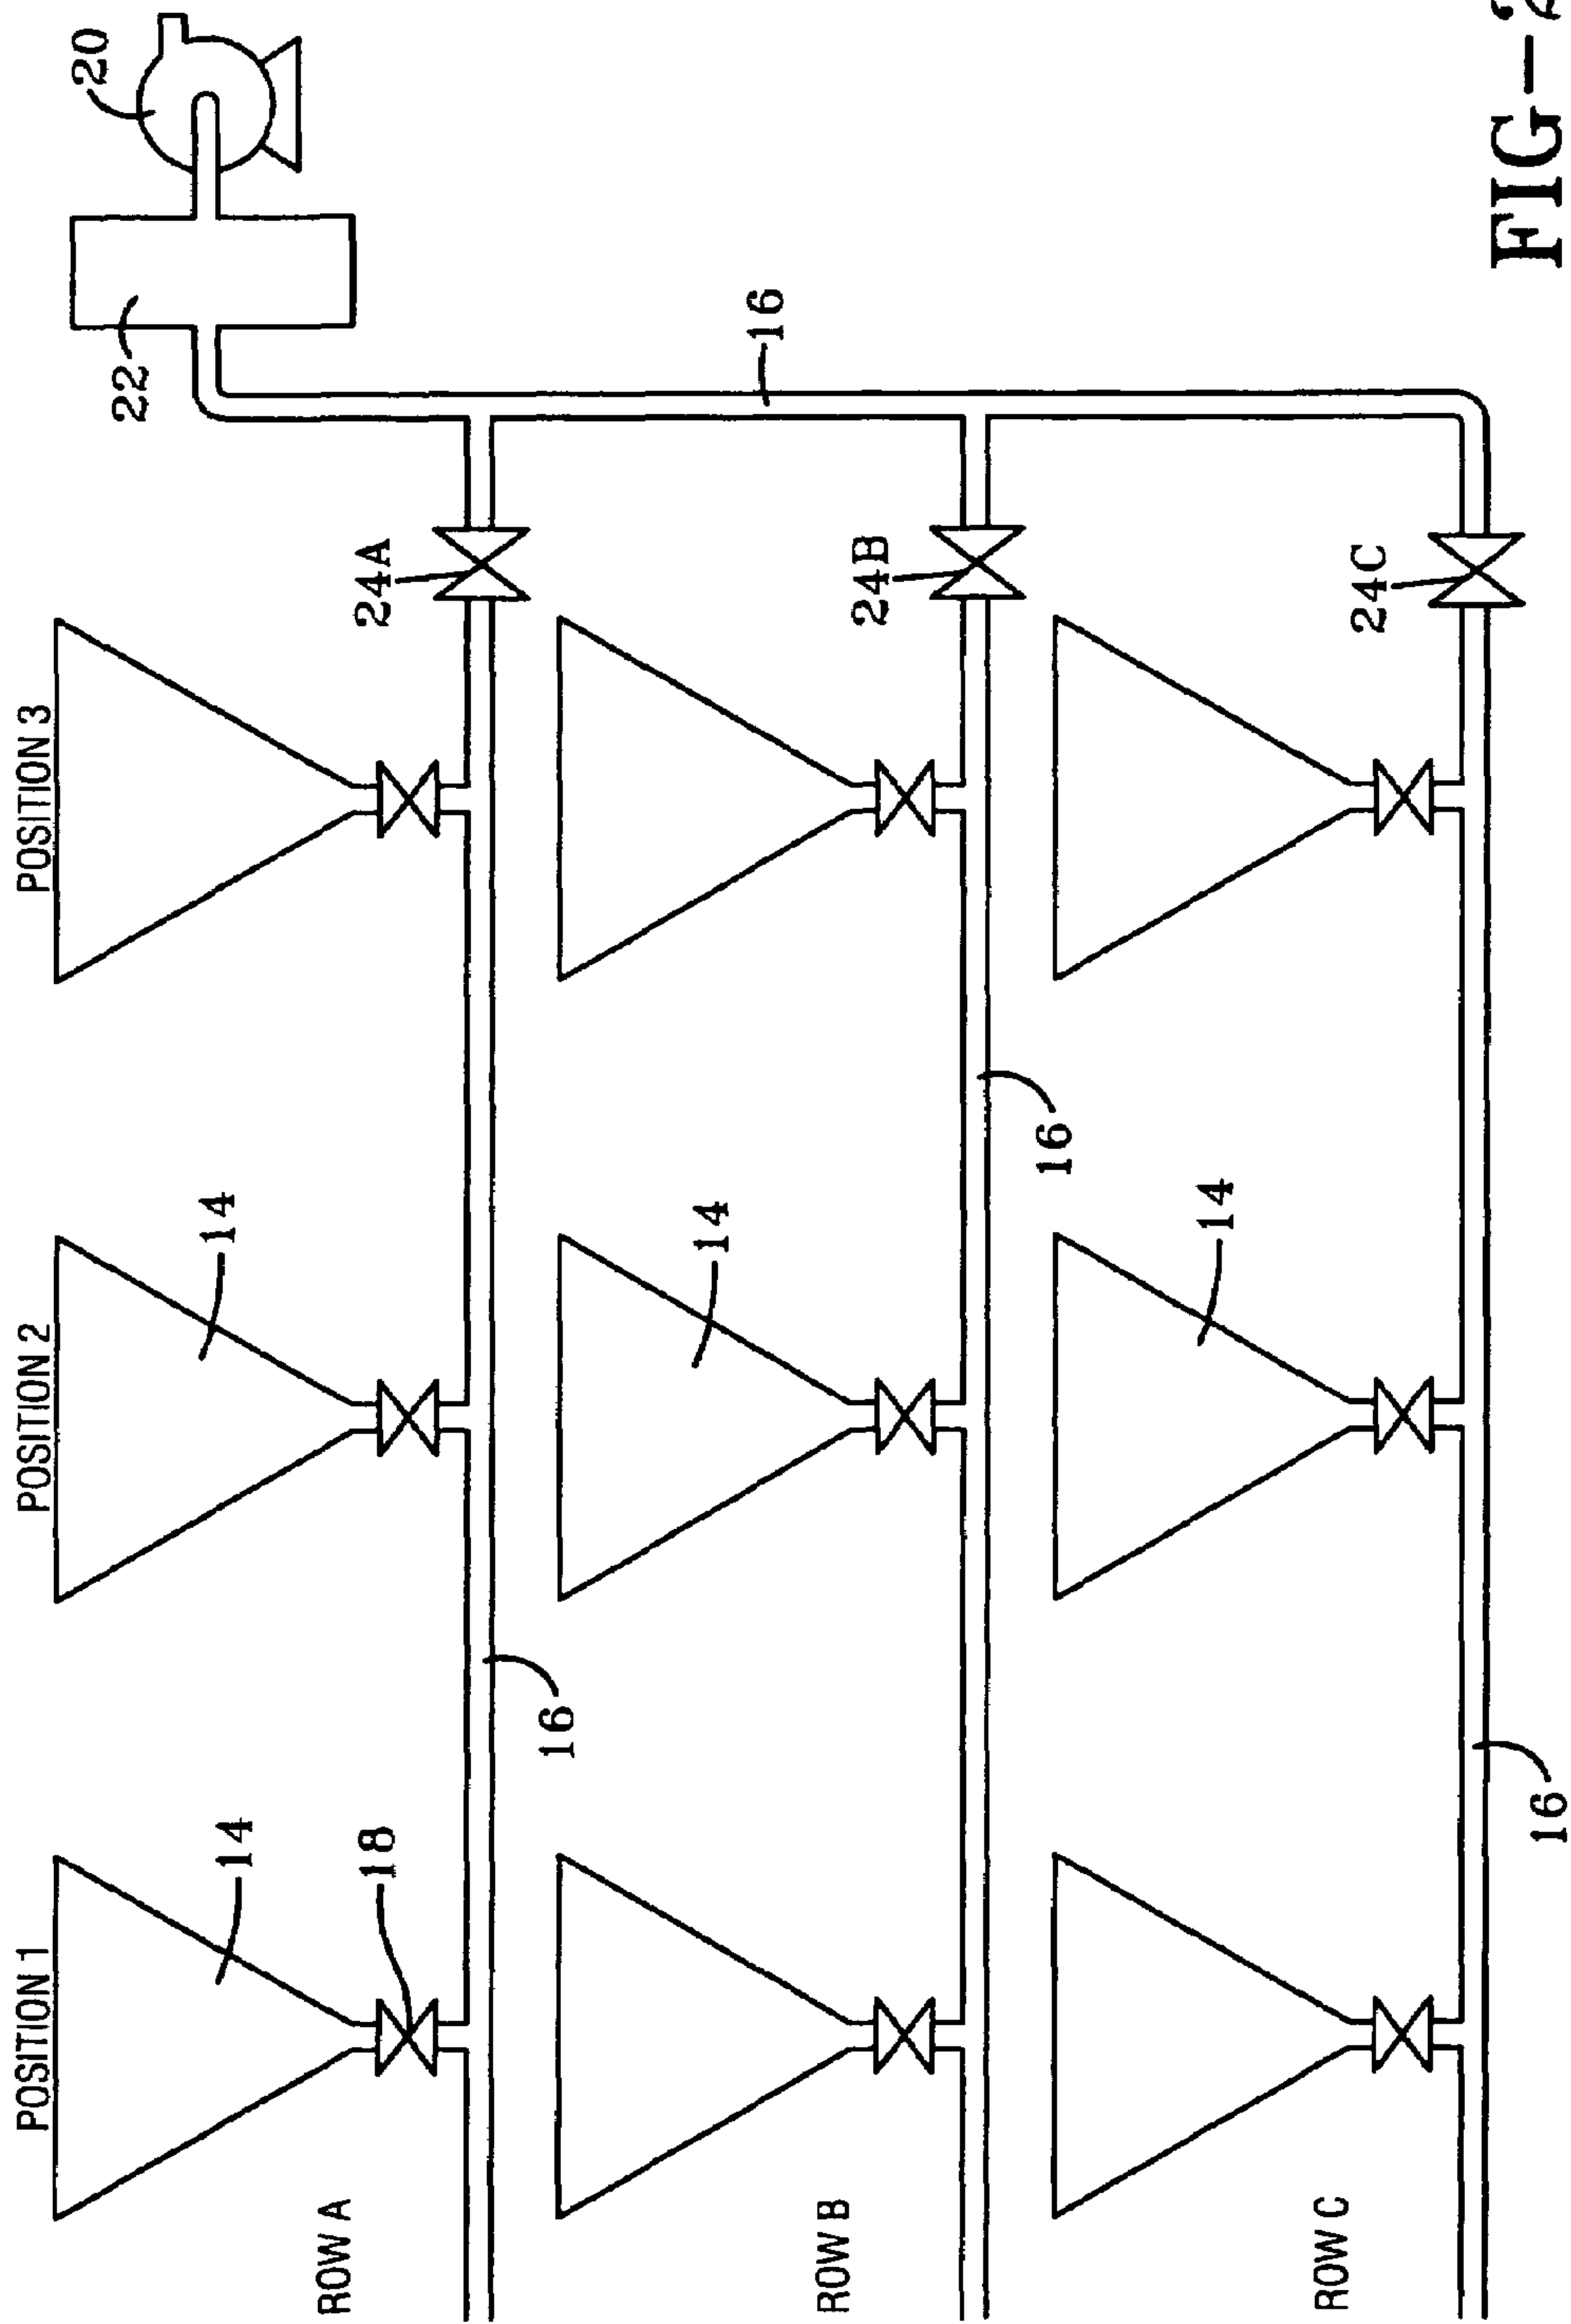 POSITION 1
POSITION 2
POSITION 3
20
22
14
14
ROW A
18
24A
16
14
16
ROW B
24B
16
14
ROW C
24C
16
FIG-2